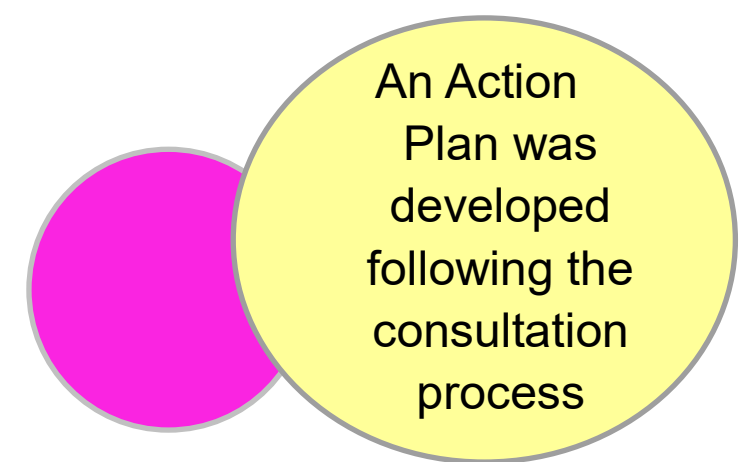 An Action
Plan was
developed
following the
consultation
process